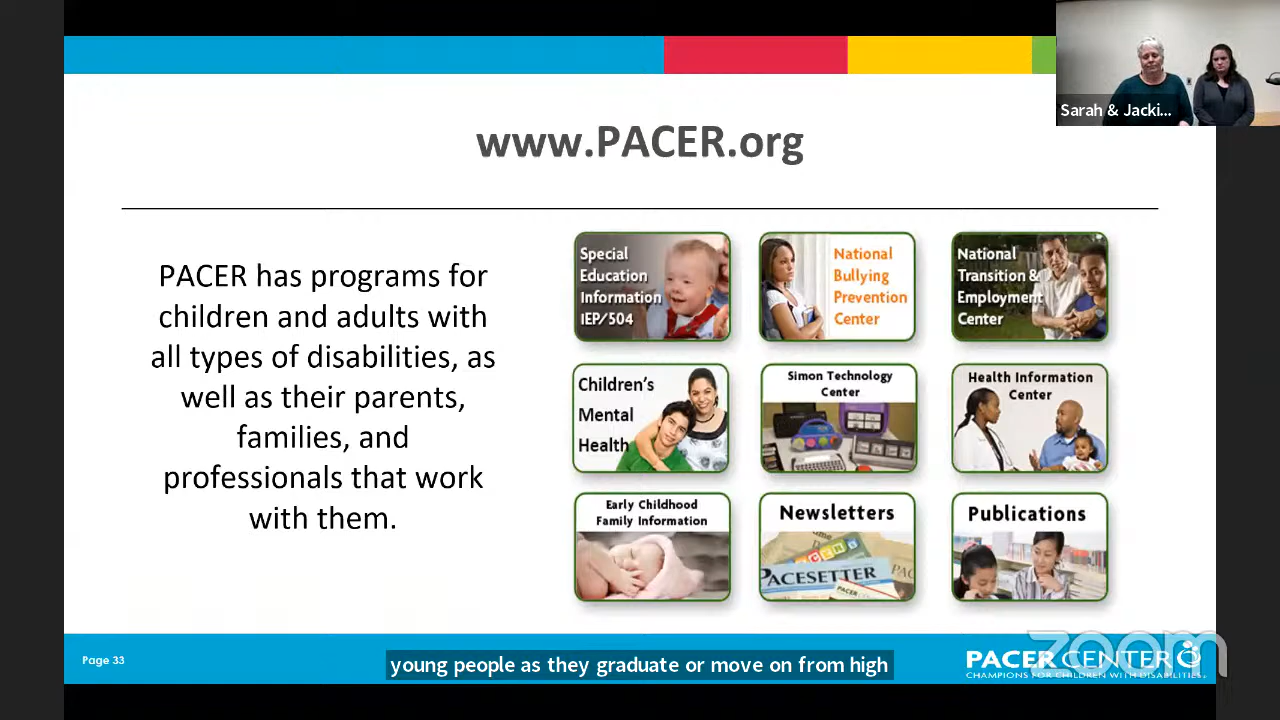 Sarah & Jacki...
www.PACER.org
PACER has programs for
children and adults with
all types of disabilities, as
well as their parents,
families, and
professionals that work
with them.
Special
Education
Information
IEP/504
National
Bullying
Prevention
Center
National
Transition &
Employment
Center
Children's
Mental
Health
Simon Technology
Center
Health Information
Center
Early Childhood
Family Information
Newsletters
PACESETTER
Publications
Page 33
young people as they graduate or move on from high
PACER CENTER
CHAMPIONS FOR CHILDREN WITH DISABILITIES
zoom